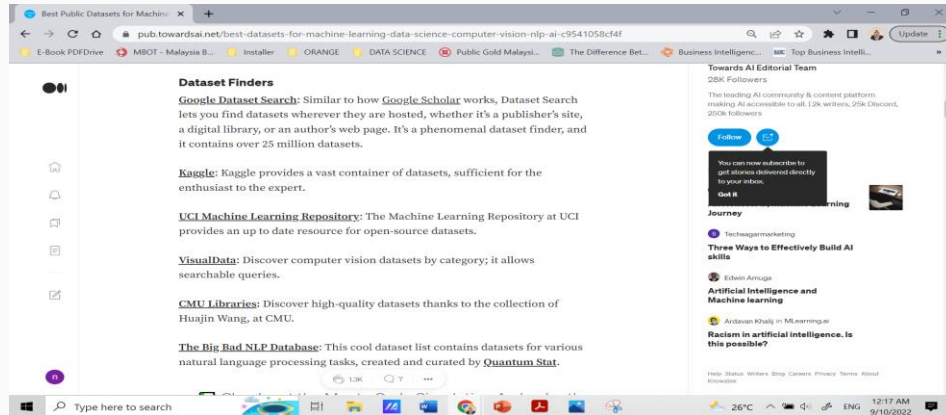 Best Public Datasets for Machine
pub.towardsai.net/best-datasets-for-machine-learning-data-science-computer-vision-nlp-ai-c9541058cf4f
Update
E-Book PDFDrive
MBOT - Malaysia B...
Installer
ORANGE
DATA SCIENCE
Public Gold Malaysi...
The Difference Bet...
Business Intelligenc...
Top Business Intelli...
Dataset Finders
Google Dataset Search: Similar to how Google Scholar works, Dataset Search
lets you find datasets wherever they are hosted, whether it's a publisher's site,
a digital library, or an author's web page. It's a phenomenal dataset finder, and
it contains over 25 million datasets.
Kaggle: Kaggle provides a vast container of datasets, sufficient for the
enthusiast to the expert.
UCI Machine Learning Repository: The Machine Learning Repository at UCI
provides an up to date resource for open-source datasets.
VisualData: Discover computer vision datasets by category; it allows
searchable queries.
CMU Libraries: Discover high-quality datasets thanks to the collection of
Huajin Wang, at CMU.
The Big Bad NLP Database: This cool dataset list contains datasets for various
natural language processing tasks, created and curated by Quantum Stat.
1.3K
7
n
Towards AI Editorial Team
28K Followers
The leading AI community & content platform
making AI accessible to all. | 2k writers, 25k Discord,
250k followers
Follow
You can now subscribe to
get stories delivered directly
to your inbox.
Got it
Journey
Techsagarmarketing
Three Ways to Effectively Build AI
skills
Edwin Amuga
Artificial Intelligence and
Machine learning
Ardavan Khalij in MLearning.ai
Racism in artificial intelligence. Is
this possible?
Help Status Writers Blog Careers Privacy Terms About
Knowable
Type here to search
26°C
ENG
12:17 AM
9/10/2022